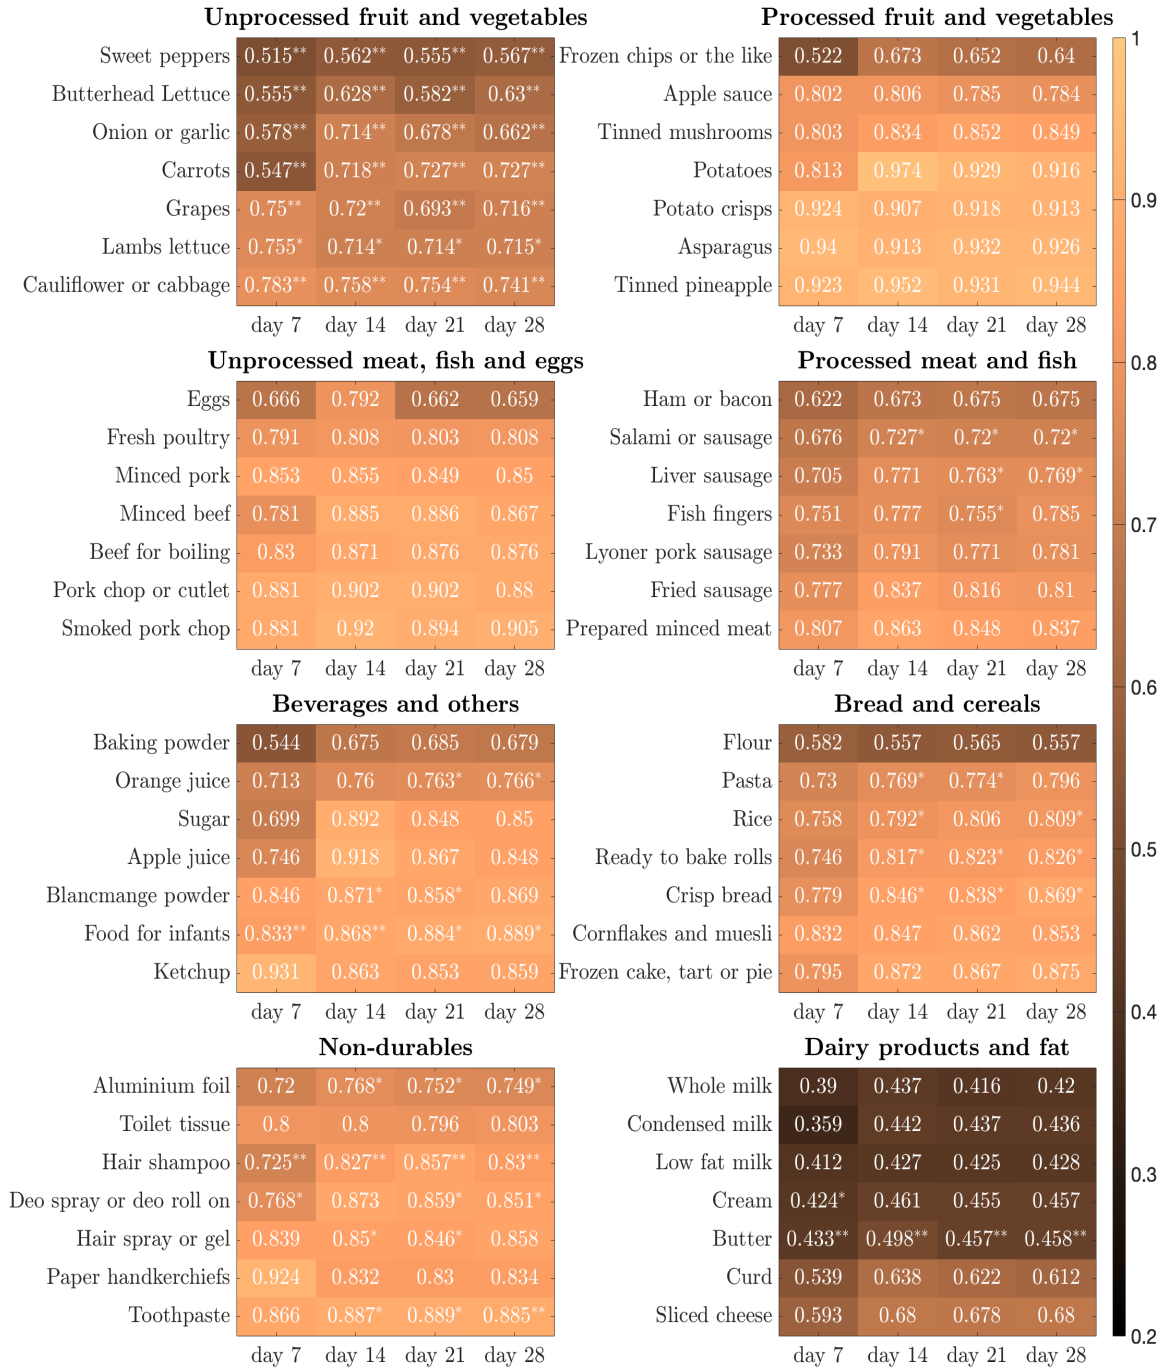 Unprocessed fruit and vegetables
Sweet peppers 0.515** 0.562** 0.555** 0.567**
Butterhead Lettuce 0.555** 0.628** 0.582** 0.63**
Onion or garlic 0.578** 0.714** 0.678** 0.662**
Carrots 0.547** 0.718** 0.727** 0.727**
Grapes 0.75** 0.72** 0.693** 0.716**
Lambs lettuce 0.755* 0.714* 0.714* 0.715*
Cauliflower or cabbage 0.783** 0.758** 0.754** 0.741**
day 7 day 14 day 21 day 28
Processed fruit and vegetables
Frozen chips or the like 0.522 0.673 0.652 0.64
Apple sauce 0.802 0.806 0.785 0.784
Tinned mushrooms 0.803 0.834 0.852 0.849
Potatoes 0.813 0.974 0.929 0.916
Potato crisps 0.924 0.907 0.918 0.913
Asparagus 0.94 0.913 0.932 0.926
Tinned pineapple 0.923 0.952 0.931 0.944
day 7 day 14 day 21 day 28
Unprocessed meat, fish and eggs
Eggs 0.666 0.792 0.662 0.659
Fresh poultry 0.791 0.808 0.803 0.808
Minced pork 0.853 0.855 0.849 0.85
Minced beef 0.781 0.885 0.886 0.867
Beef for boiling 0.83 0.871 0.876 0.876
Pork chop or cutlet 0.881 0.902 0.902 0.88
Smoked pork chop 0.881 0.92 0.894 0.905
day 7 day 14 day 21 day 28
Processed meat and fish
Ham or bacon 0.622 0.673 0.675 0.675
Salami or sausage 0.676 0.727* 0.72* 0.72*
Liver sausage 0.705 0.771 0.763* 0.769*
Fish fingers 0.751 0.777 0.755* 0.785
Lyoner pork sausage 0.733 0.791 0.771 0.781
Fried sausage 0.777 0.837 0.816 0.81
Prepared minced meat 0.807 0.863 0.848 0.837
day 7 day 14 day 21 day 28
Beverages and others
Baking powder 0.544 0.675 0.685 0.679
Orange juice 0.713 0.76 0.763* 0.766*
Sugar 0.699 0.892 0.848 0.85
Apple juice 0.746 0.918 0.867 0.848
Blancmange powder 0.846 0.871* 0.858* 0.869
Food for infants 0.833** 0.868** 0.884* 0.889*
Ketchup 0.931 0.863 0.853 0.859
day 7 day 14 day 21 day 28
Bread and cereals
Flour 0.582 0.557 0.565 0.557
Pasta 0.73 0.769* 0.774* 0.796
Rice 0.758 0.792* 0.806 0.809*
Ready to bake rolls 0.746 0.817* 0.823* 0.826*
Crisp bread 0.779 0.846* 0.838* 0.869*
Cornflakes and muesli 0.832 0.847 0.862 0.853
Frozen cake, tart or pie 0.795 0.872 0.867 0.875
day 7 day 14 day 21 day 28
Non-durables
Aluminium foil 0.72 0.768* 0.752* 0.749*
Toilet tissue 0.8 0.8 0.796 0.803
Hair shampoo 0.725** 0.827** 0.857** 0.83**
Deo spray or deo roll on 0.768* 0.873 0.859* 0.851*
Hair spray or gel 0.839 0.85* 0.846* 0.858
Paper handkerchiefs 0.924 0.832 0.83 0.834
Toothpaste 0.866 0.887* 0.889* 0.885**
day 7 day 14 day 21 day 28
Dairy products and fat
Whole milk 0.39 0.437 0.416 0.42
Condensed milk 0.359 0.442 0.437 0.436
Low fat milk 0.412 0.427 0.425 0.428
Cream 0.424* 0.461 0.455 0.457
Butter 0.433** 0.498** 0.457** 0.458**
Curd 0.539 0.638 0.622 0.612
Sliced cheese 0.593 0.68 0.678 0.68
day 7 day 14 day 21 day 28
1
0.9
0.8
0.7
0.6
0.5
0.4
0.3
0.2